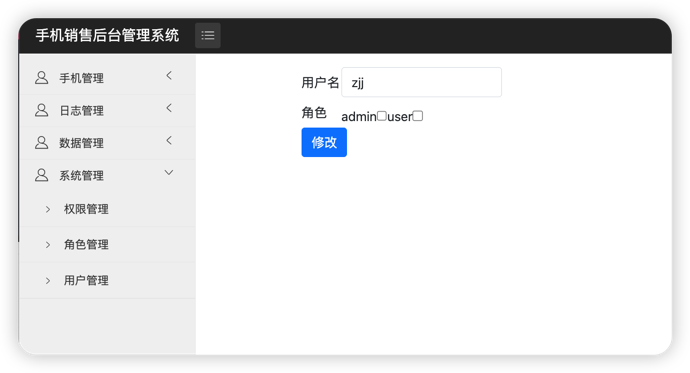 手机销售后台管理系统
手机管理
日志管理
数据管理
系统管理
权限管理
角色管理
用户管理
用户名 zjj
角色 admin user
修改